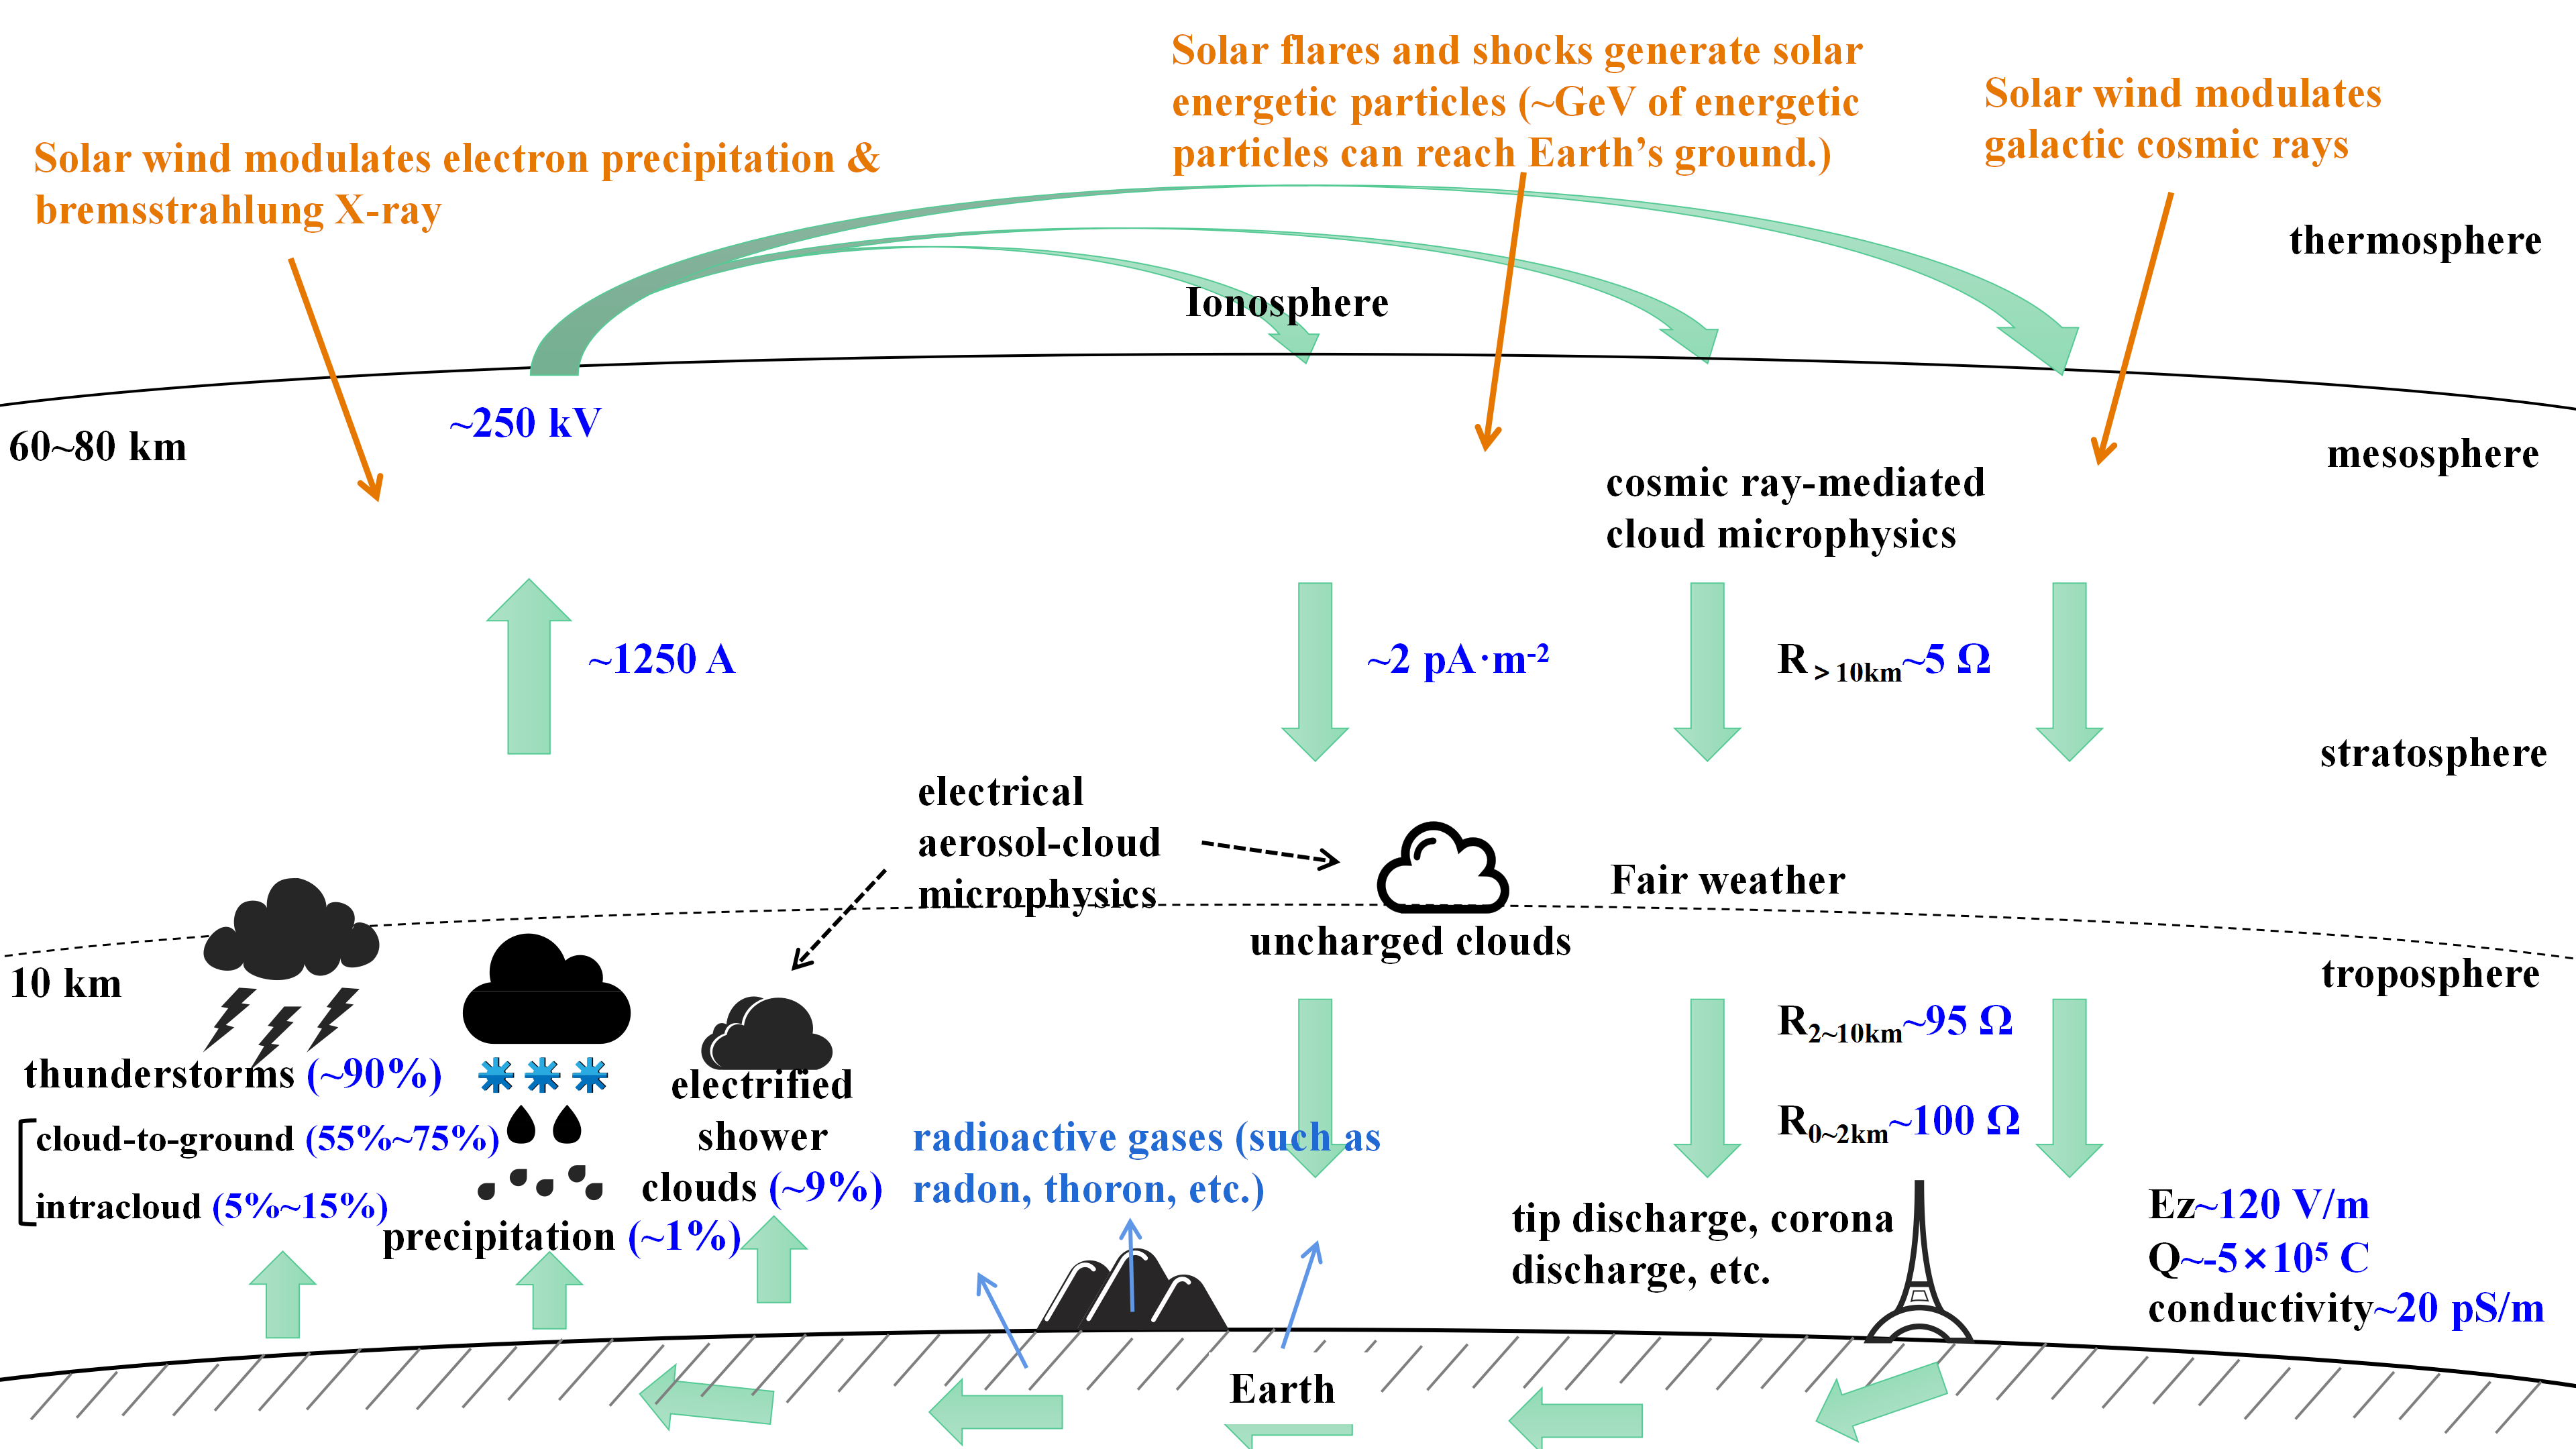 Solar flares and shocks generate solar
energetic particles (~GeV of energetic
particles can reach Earth's ground.)
Solar wind modulates
galactic cosmic rays
Solar wind modulates electron precipitation &
bremsstrahlung X-ray
thermosphere
Ionosphere
~250 kV
60~80 km
mesosphere
cosmic ray-mediated
cloud microphysics
~1250 A
~2 pA·m⁻²
R >10km~5 Ω
stratosphere
electrical
aerosol-cloud
microphysics
Fair weather
uncharged clouds
10 km
troposphere
R2~10km~95 Ω
thunderstorms (~90%)
electrified
shower
clouds (~9%)
R0~2km~100 Ω
cloud-to-ground (55%~75%)
intracloud (5%~15%)
precipitation (~1%)
radioactive gases (such as
radon, thoron, etc.)
tip discharge, corona
discharge, etc.
Ez~120 V/m
Q~-5×10⁵ C
conductivity~20 pS/m
Earth